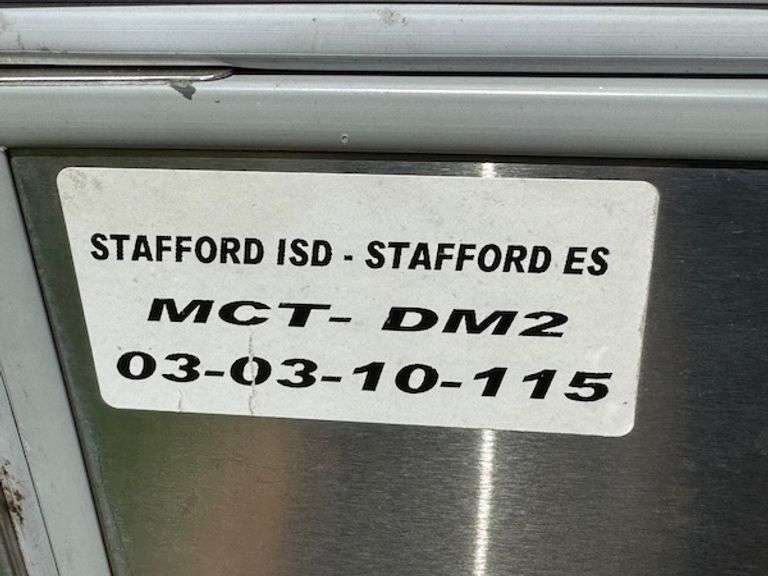 STAFFORD ISD - STAFFORD ES
MCT- DM2
03-03-10-115